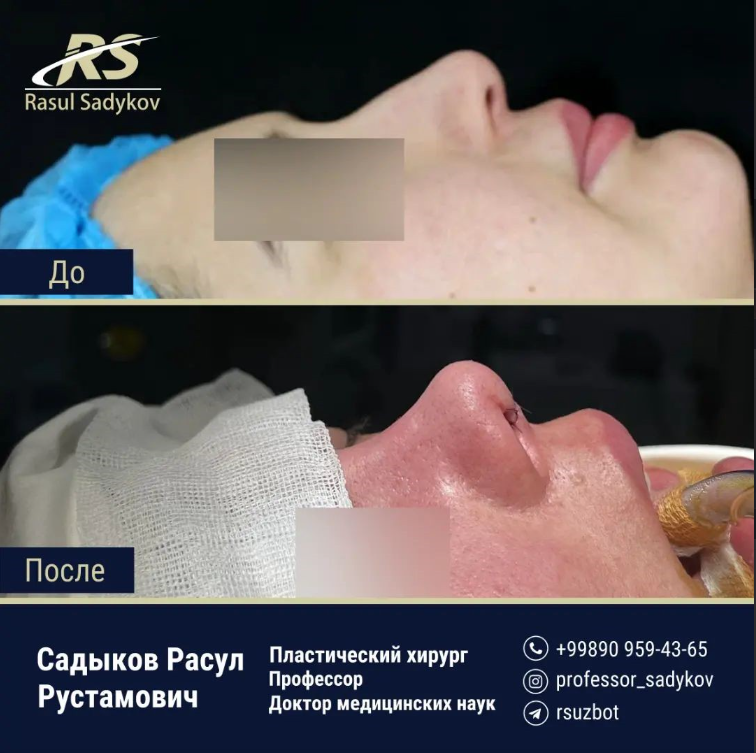 RS
Rasul Sadykov
До
После
Садыков Расул
Рустамович
Пластический хирург
Профессор
Доктор медицинских наук
+99890 959-43-65
professor_sadykov
rsuzbot